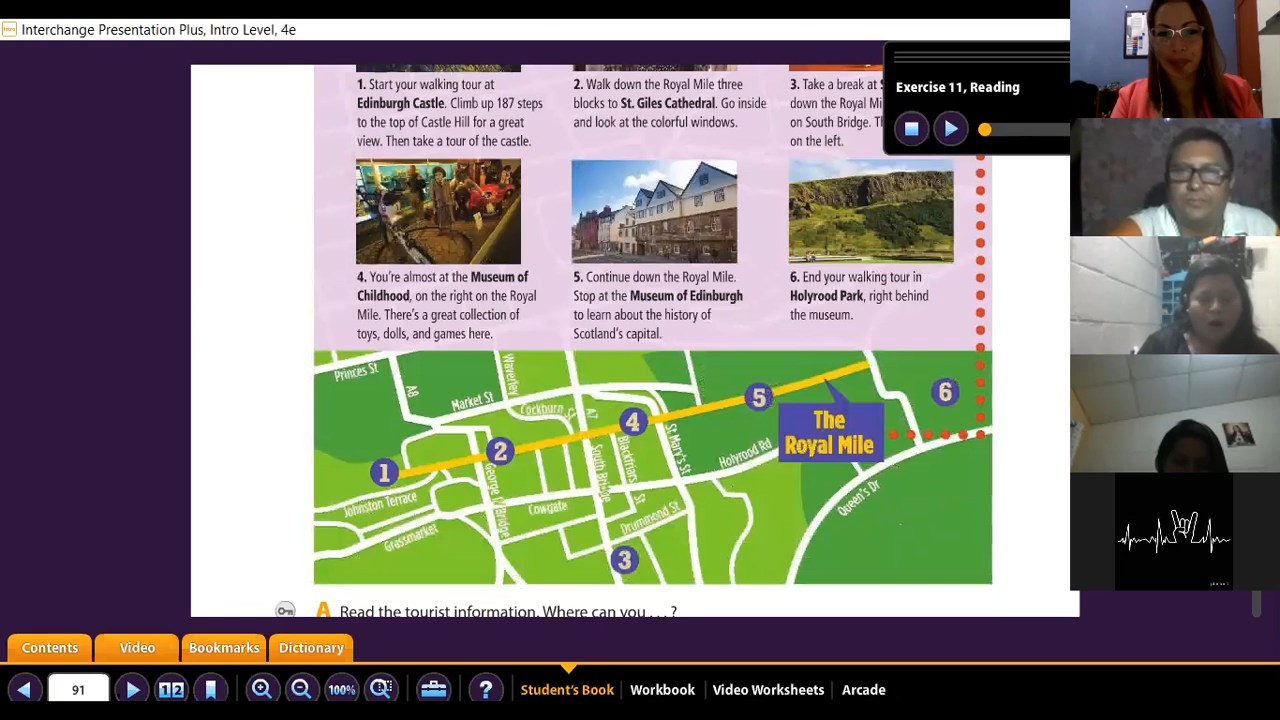 Interchange Presentation Plus, Intro Level, 4e
Exercise 11, Reading
1. Start your walking tour at
Edinburgh Castle. Climb up 187 steps
to the top of Castle Hill for a great
view. Then take a tour of the castle.
2. Walk down the Royal Mile three
blocks to St. Giles Cathedral. Go inside
and look at the colorful windows.
3. Take a break at
down the Royal
on South Bridge.
on the left.
4. You're almost at the Museum of
Childhood, on the right on the Royal
Mile. There's a great collection of
toys, dolls, and games here.
5. Continue down the Royal Mile.
Stop at the Museum of Edinburgh
to learn about the history of
Scotland's capital.
6. End your walking tour in
Holyrood Park, right behind
the museum.
Princes St
A8
Waverley
Market St
Cockburn St
A7
4
5
6
The
Royal Mile
1
2
George IV Bridge
South Bridge
Blackfriars St
St Mary's St
Holyrood Rd
Johnston Terrace
Grassmarket
Cowgate
Drummond St
Queen's Dr
3
A Read the tourist information. Where can you . . . ?
Contents
Video
Bookmarks
Dictionary
91
12
100%
?
Student's Book
Workbook
Video Worksheets
Arcade